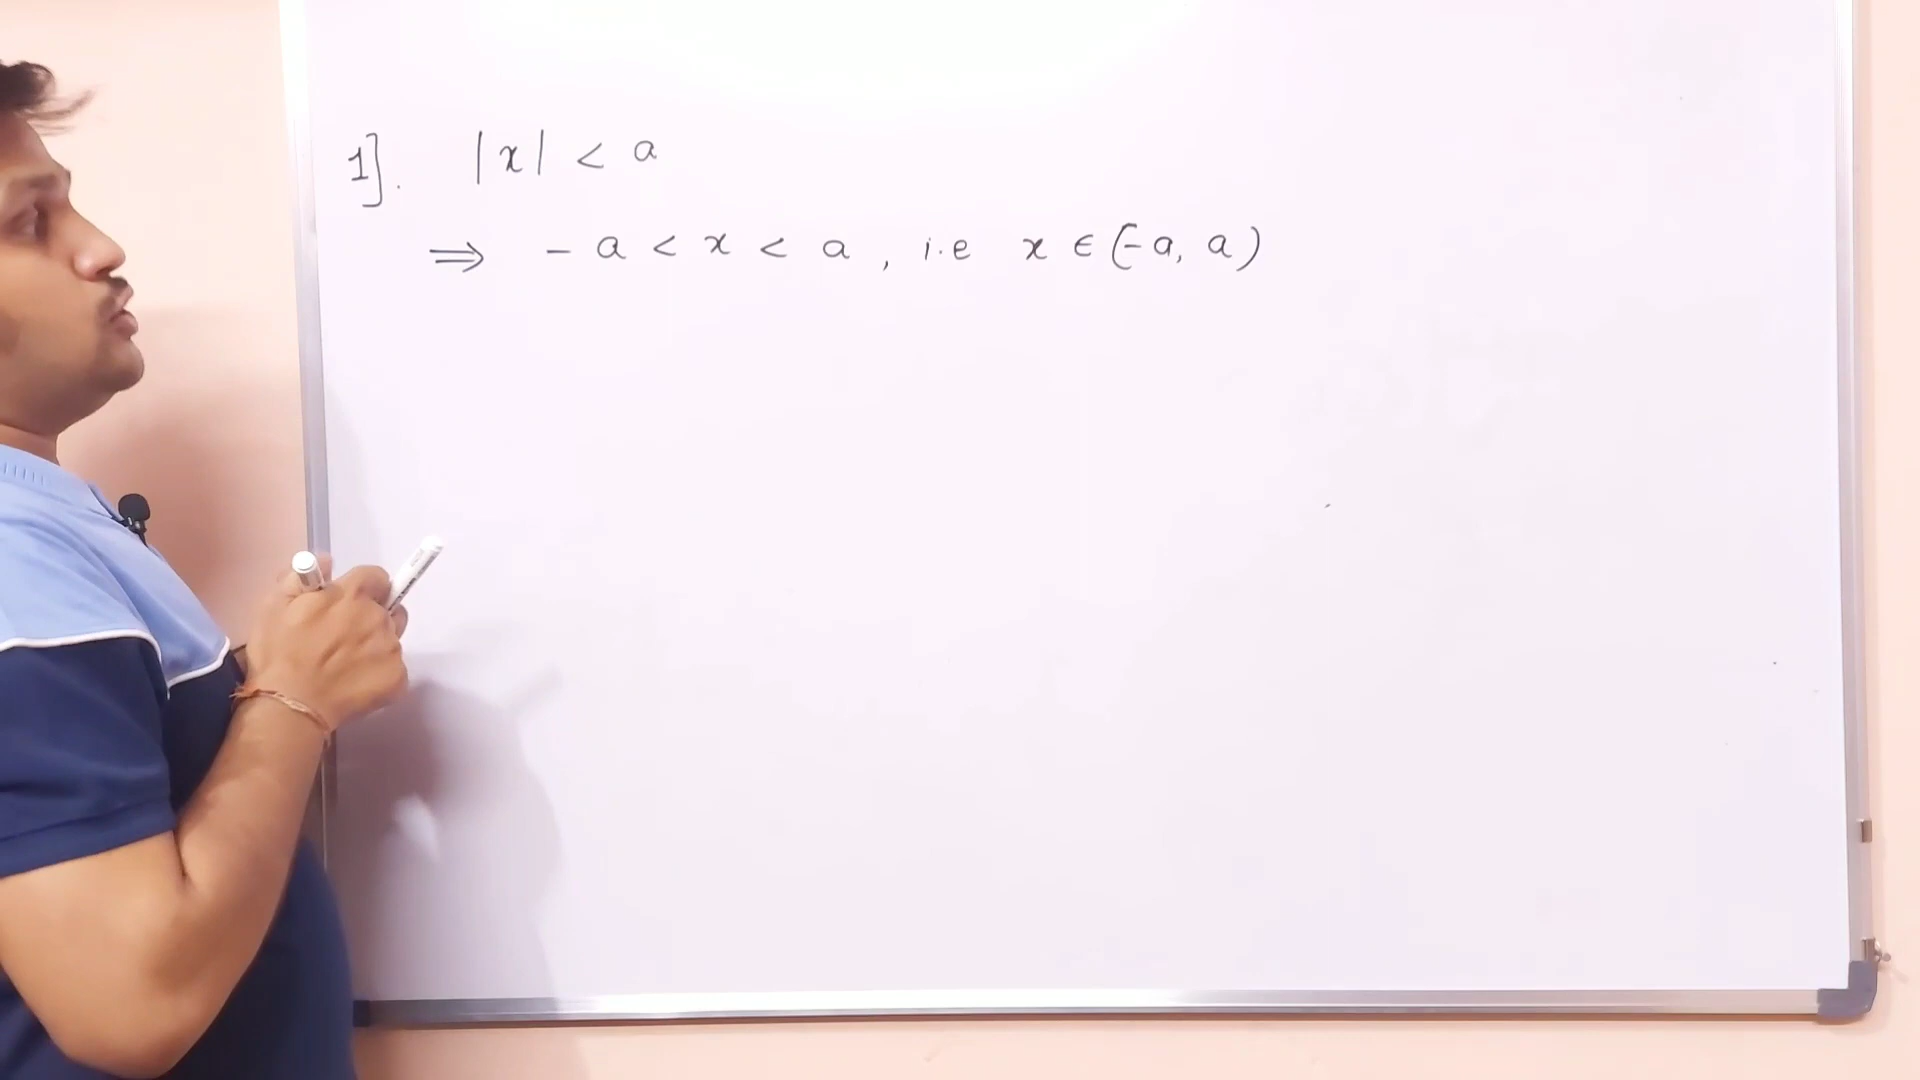 1]. |x| < a
⇒ - a < x < a , i.e x ∈ (-a, a)